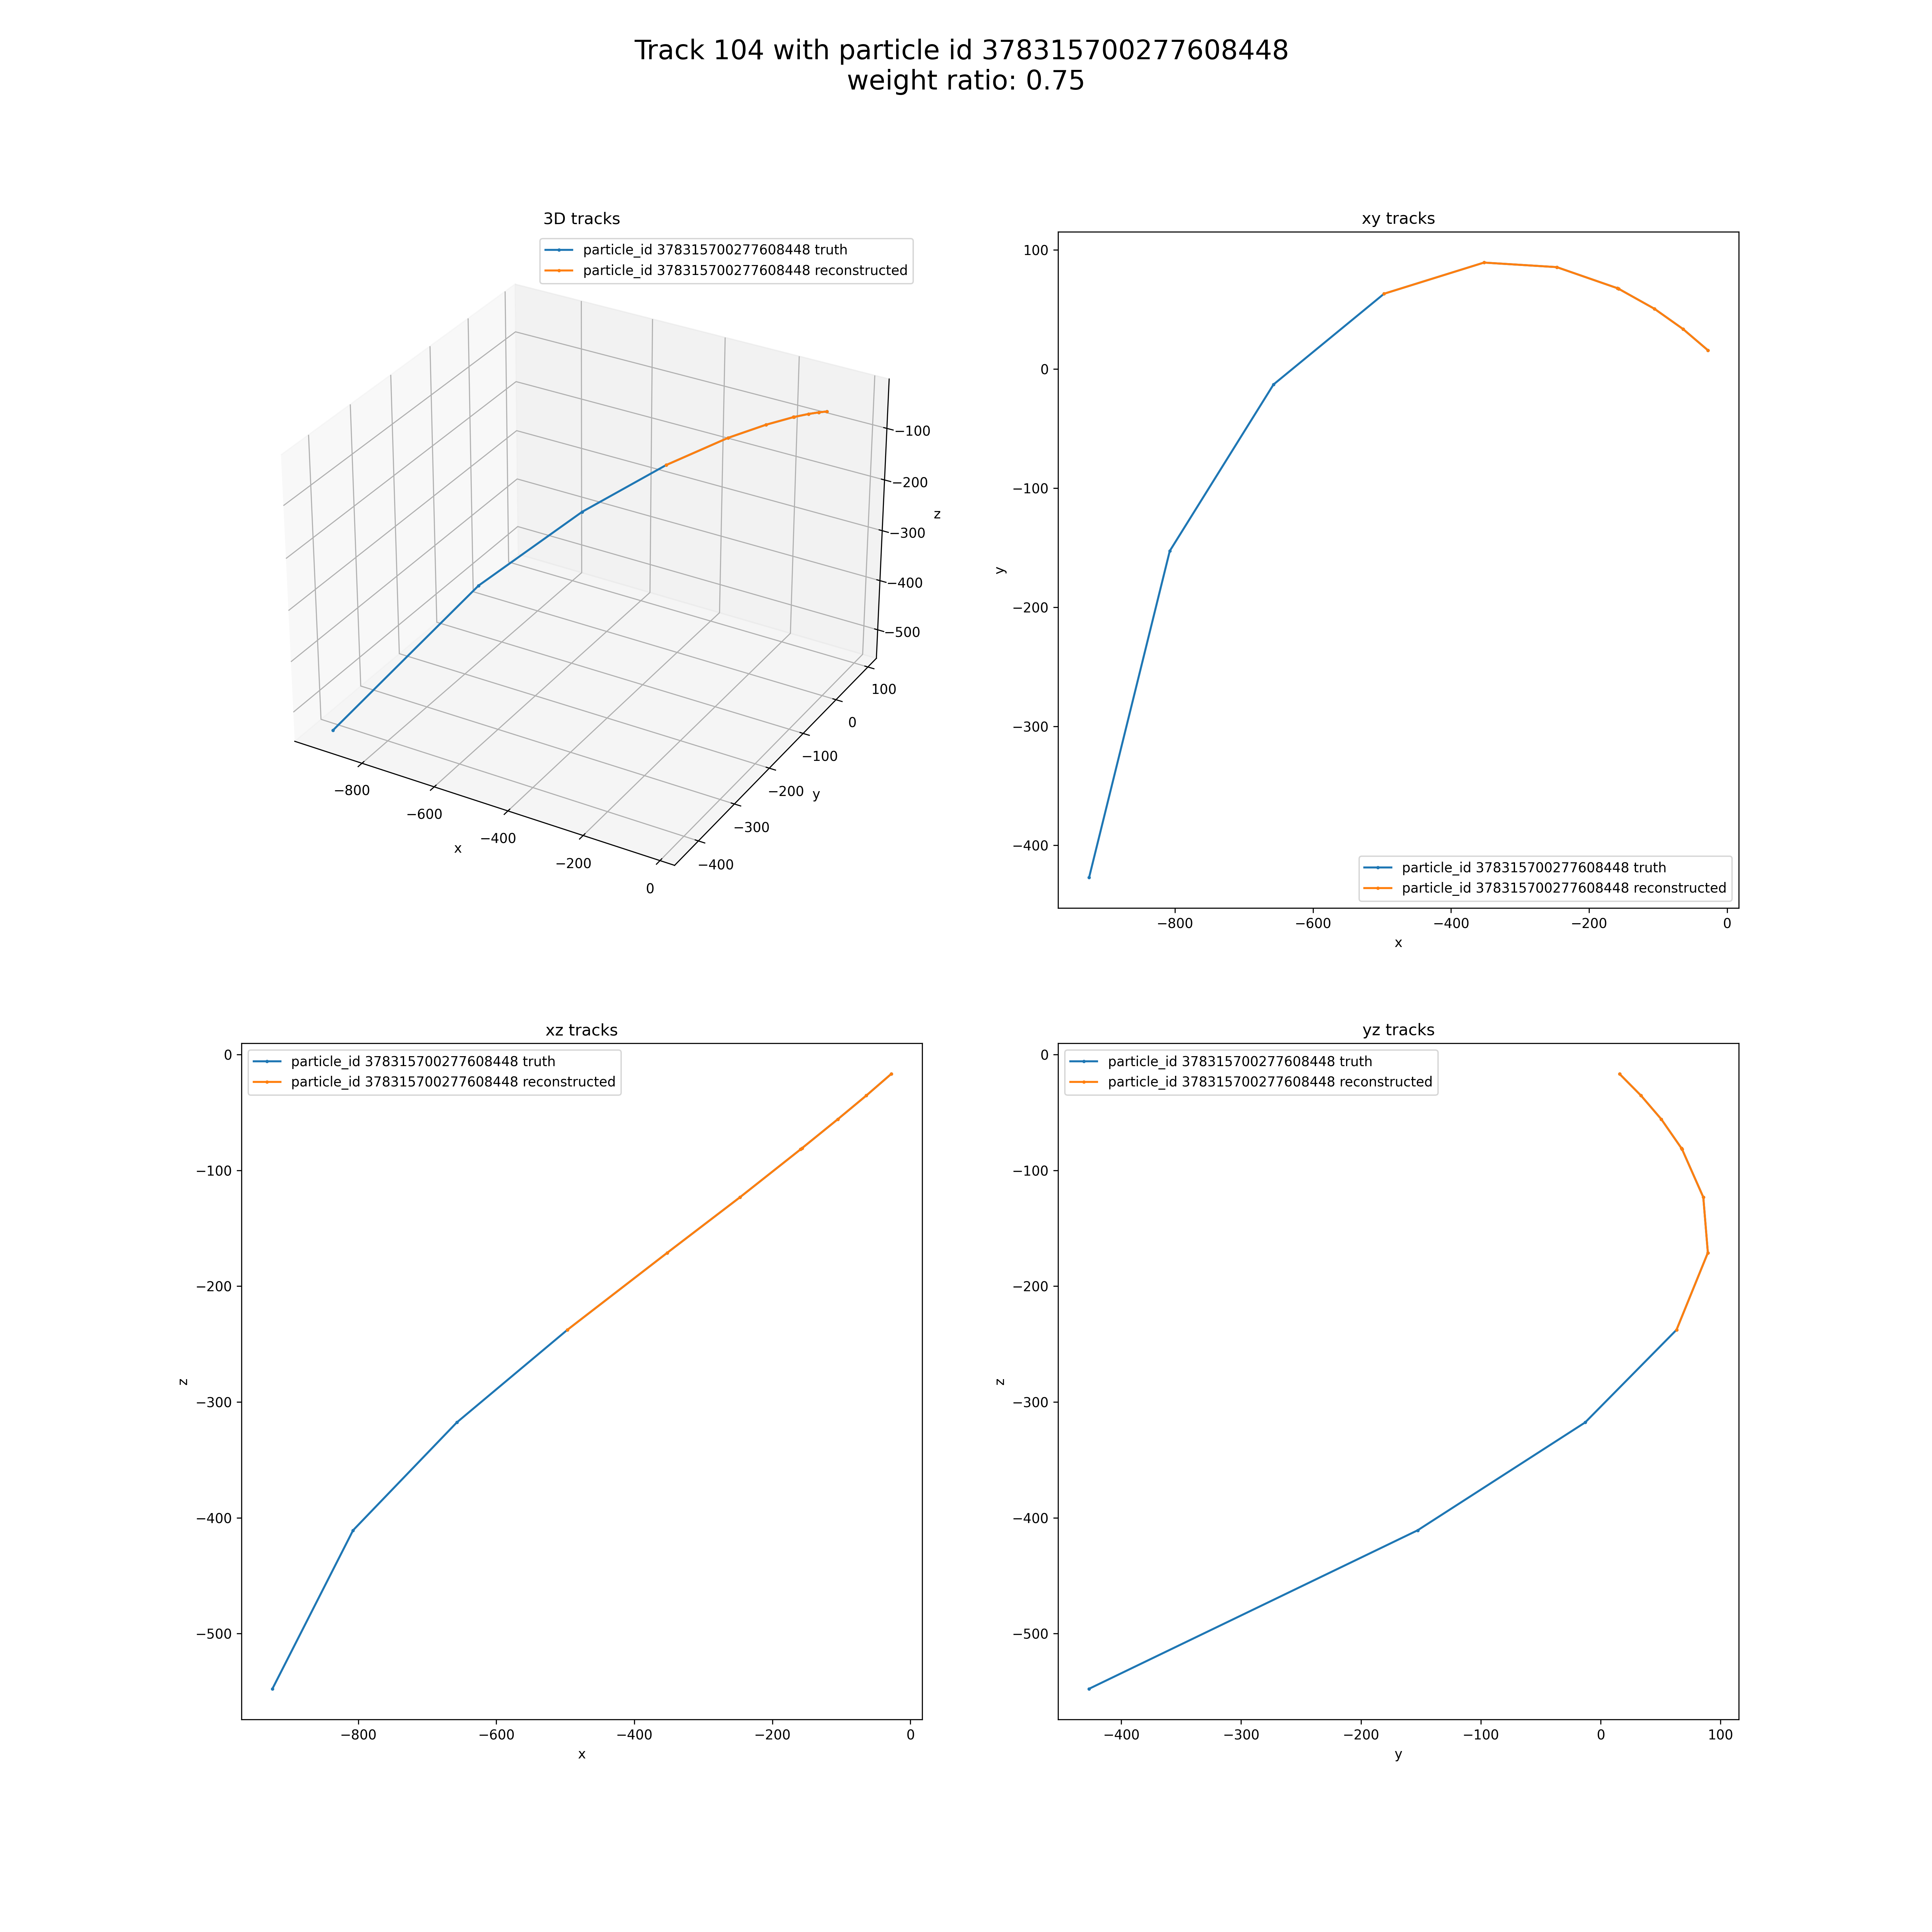 Track 104 with particle id 378315700277608448
weight ratio: 0.75
3D tracks
particle_id 378315700277608448 truth
particle_id 378315700277608448 reconstructed
−100
−200
z
−300
−400
−500
100
0
−100
−200
y
−300
−400
−800
−600
−400
x
−200
0
xy tracks
100
0
−100
−200
−300
−400
y
particle_id 378315700277608448 truth
particle_id 378315700277608448 reconstructed
−800 −600 −400 −200 0
x
xz tracks
particle_id 378315700277608448 truth
particle_id 378315700277608448 reconstructed
0
−100
−200
−300
−400
−500
z
−800 −600 −400 −200 0
x
yz tracks
particle_id 378315700277608448 truth
particle_id 378315700277608448 reconstructed
0
−100
−200
−300
−400
−500
z
−400 −300 −200 −100 0 100
y